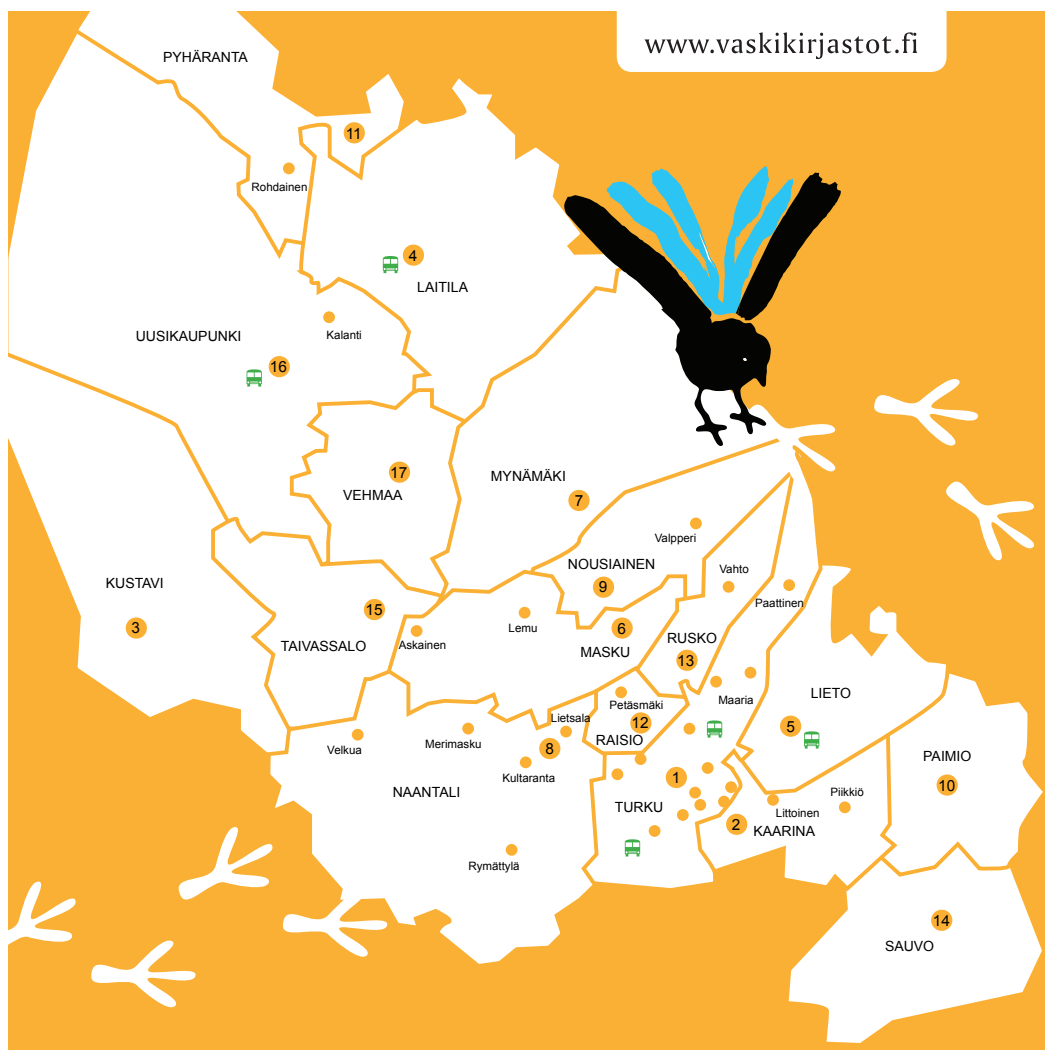 www.vaskikirjastot.fi
PYHÄRANTA
11
Rohdainen
4
LAITILA
UUSIKAUPUNKI
Kalanti
16
17
VEHMAA
MYNÄMÄKI
7
Valpperi
NOUSIAINEN
9
Vahto
Paattinen
KUSTAVI
3
15
TAIVASSALO
Askainen
Lemu
6
MASKU
RUSKO
13
Maaria
LIETO
5
Petäsmäki
12
RAISIO
Lietsala
8
Velkua
Merimasku
Kultaranta
NAANTALI
1
TURKU
2
KAARINA
Littoinen
Piikkiö
PAIMIO
10
Rymättylä
14
SAUVO